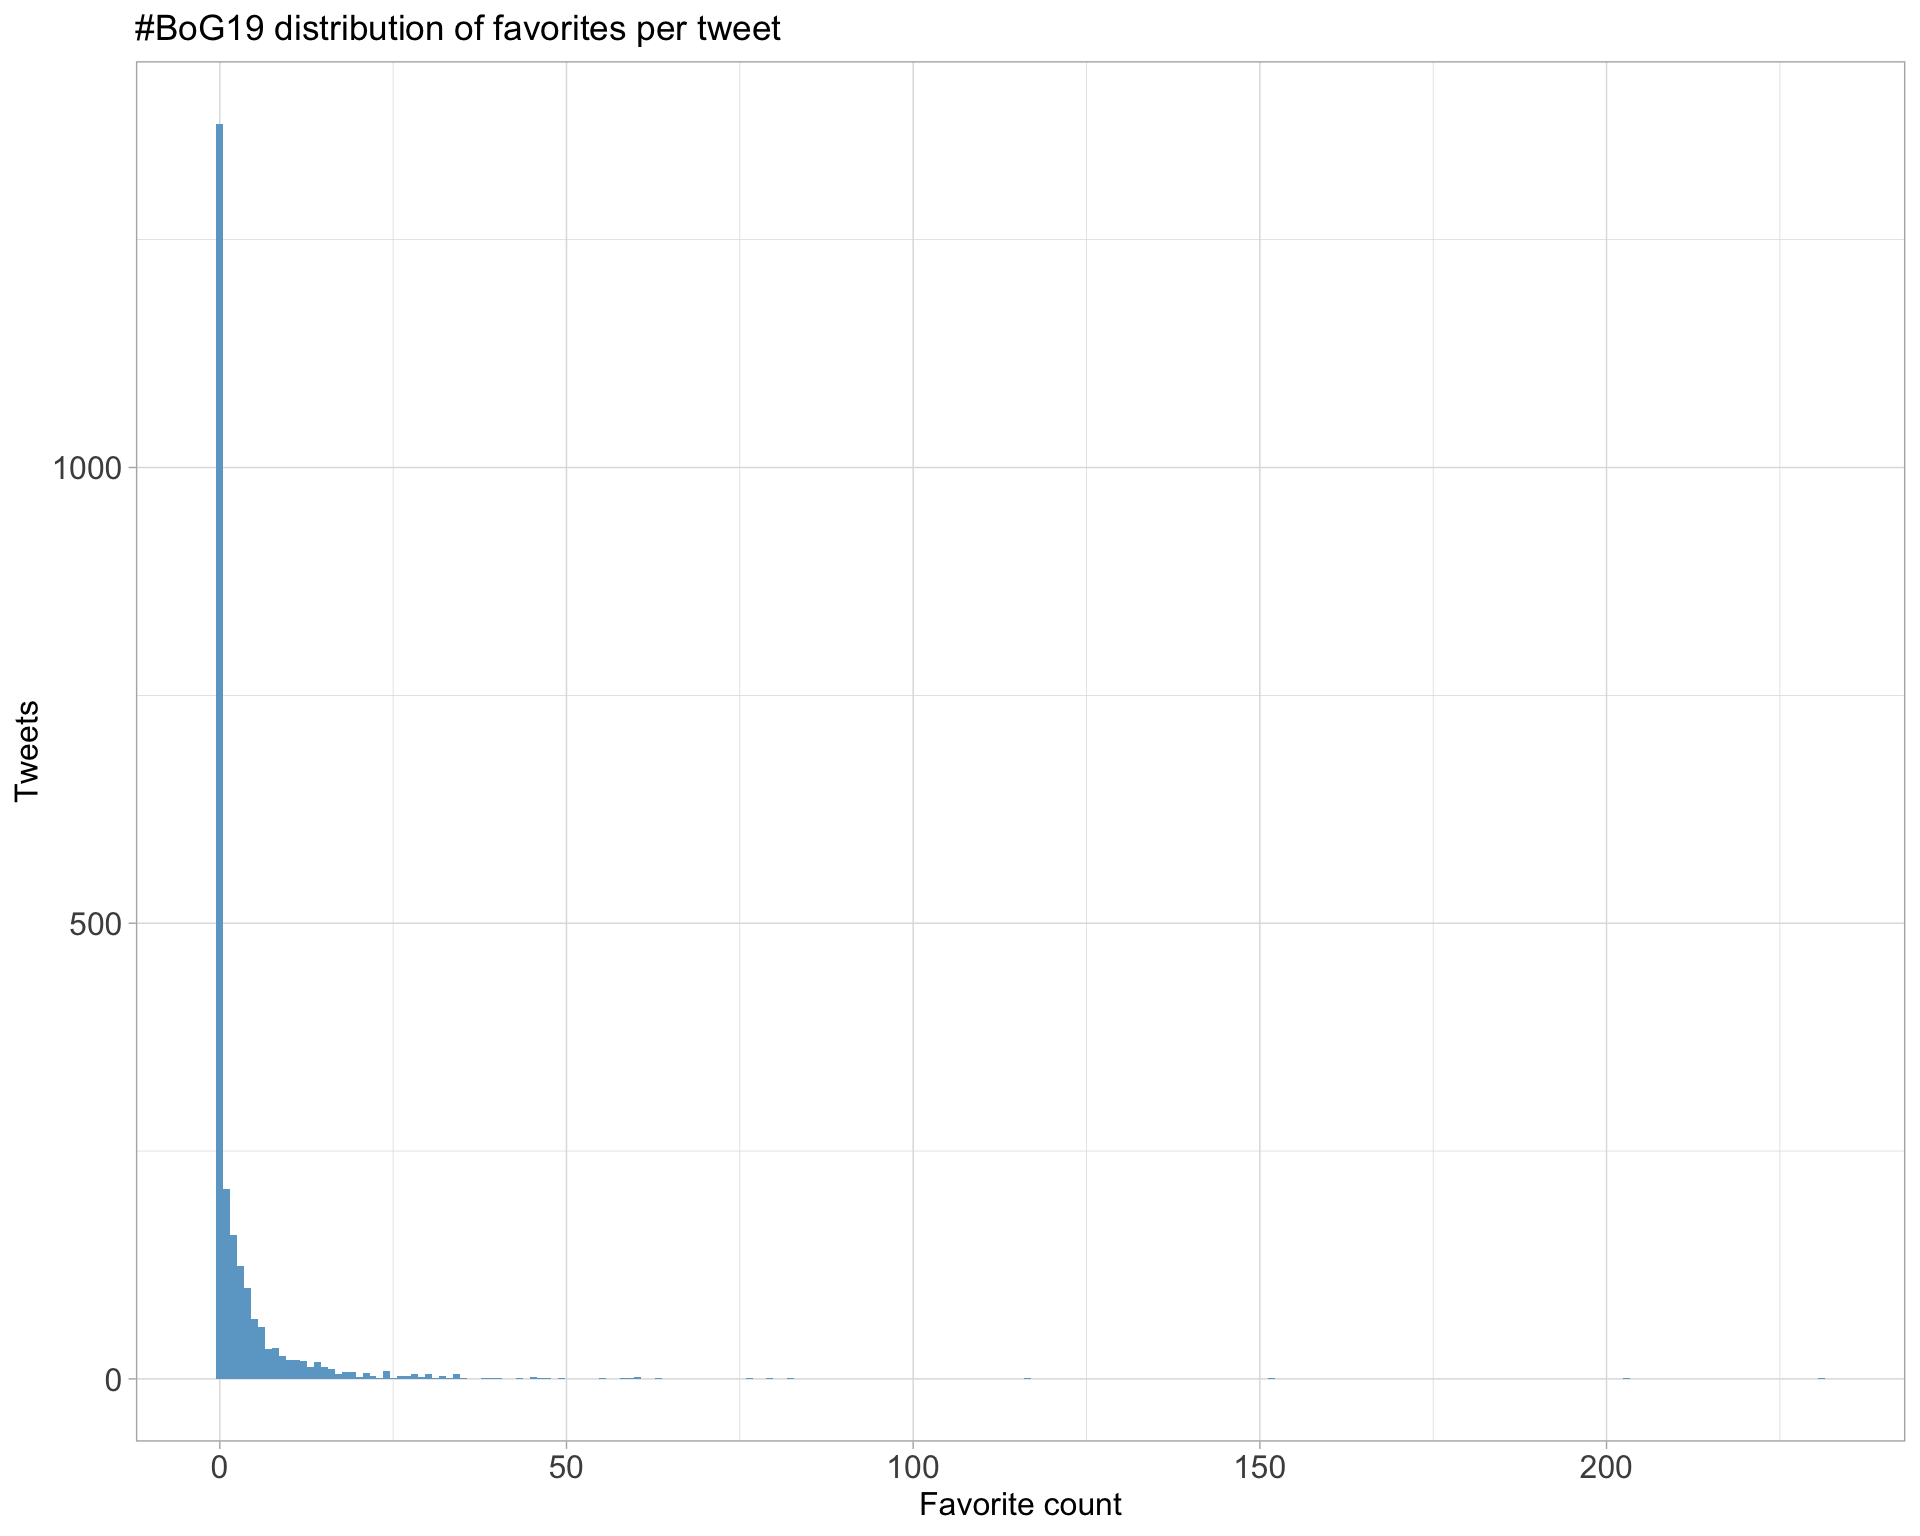 #BoG19 distribution of favorites per tweet
1000
500
0
Tweets
0 50 100 150 200
Favorite count